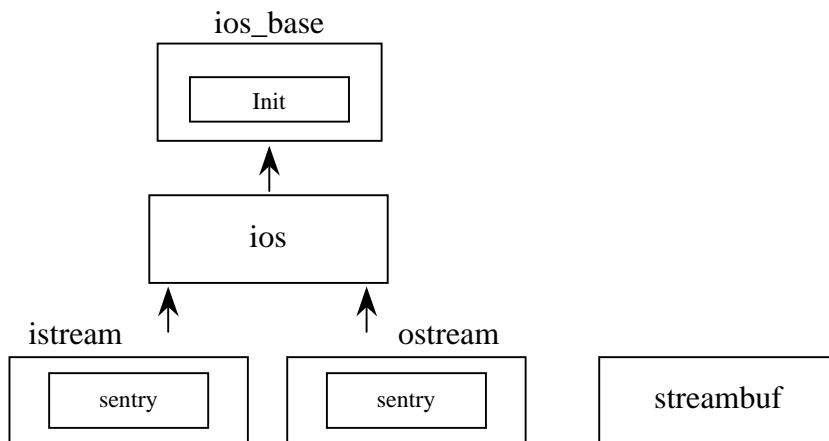 ios_base
Init
ios
istream
ostream
sentry
sentry
streambuf